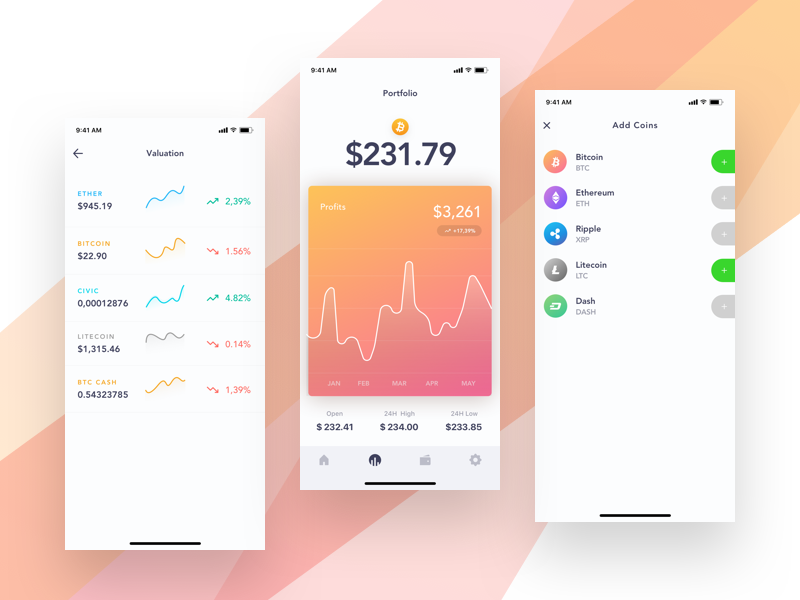 9:41 AM
Valuation
ETHER
$945.19
2,39%
BITCOIN
$22.90
1.56%
CIVIC
0,00012876
4.82%
LITECOIN
$1,315.46
0.14%
BTC CASH
0.54323785
1,39%
9:41 AM
Portfolio
$231.79
Profits
$3,261
+17,39%
JAN FEB MAR APR MAY
Open 24H High 24H Low
$ 232.41 $ 234.00 $233.85
9:41 AM
Add Coins
Bitcoin
BTC
Ethereum
ETH
Ripple
XRP
Litecoin
LTC
Dash
DASH